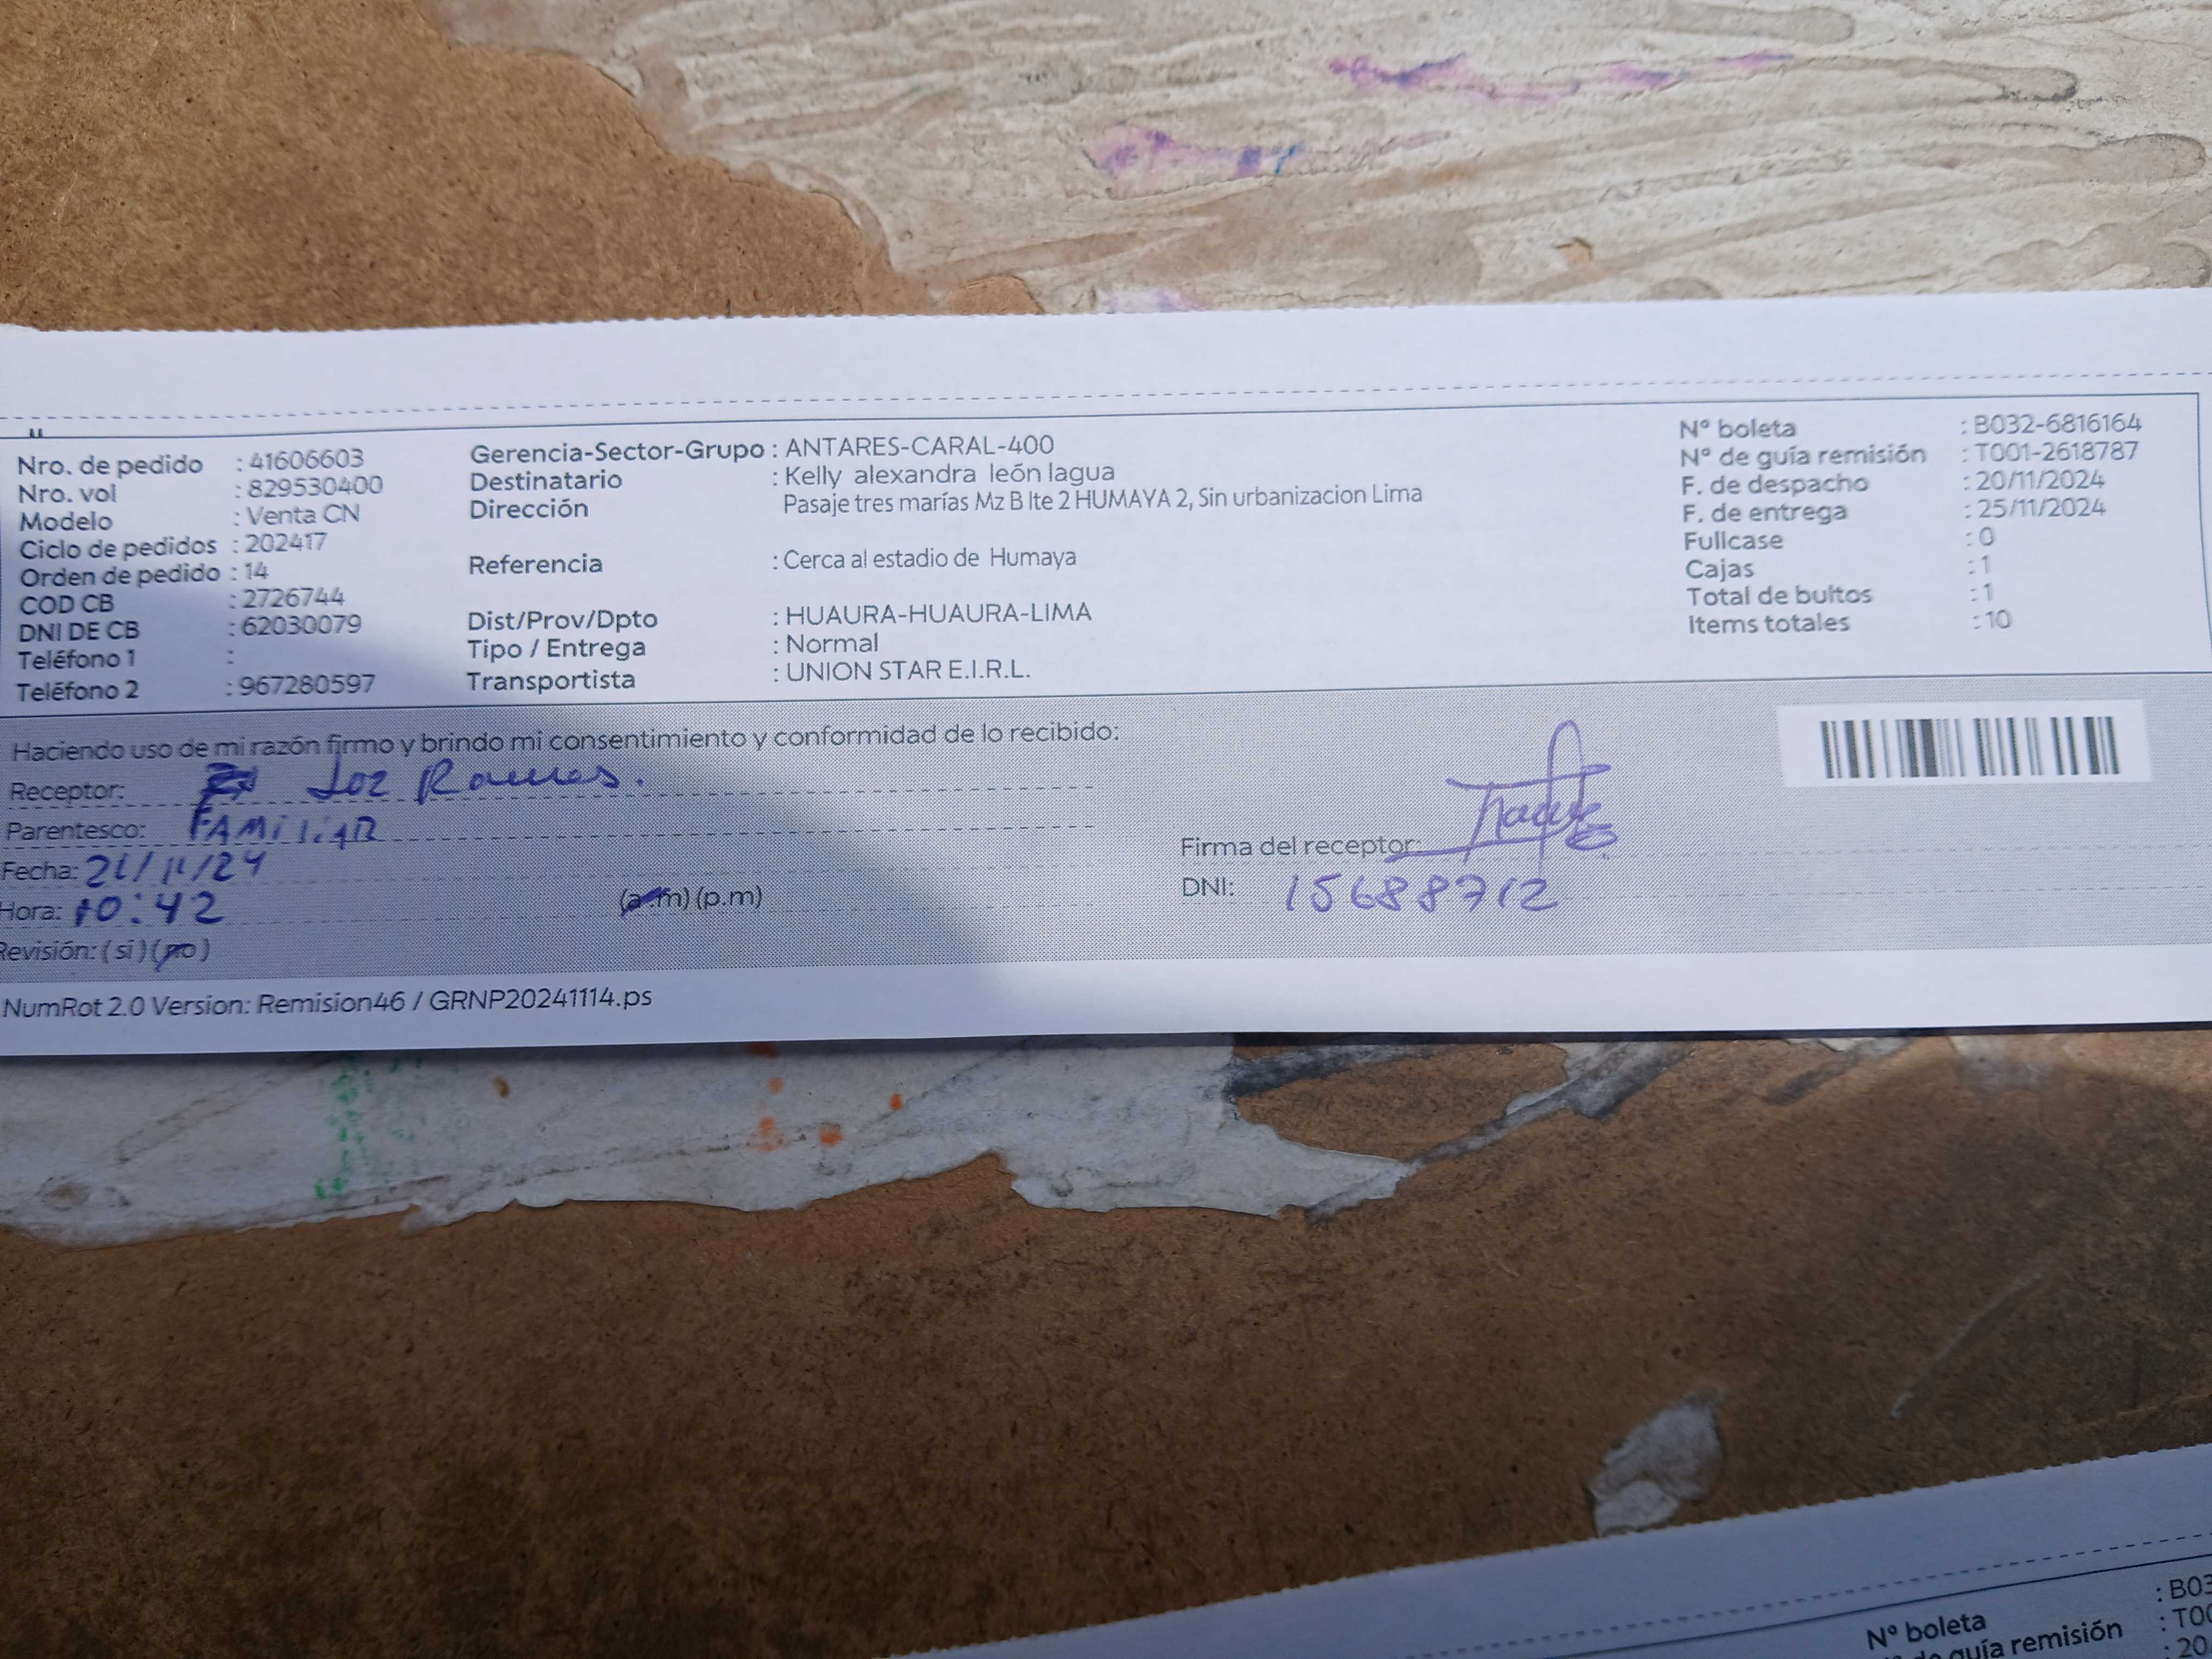 Nro. de pedido : 41606603
Nro. vol : 829530400
Modelo : Venta CN
Ciclo de pedidos : 202417
Orden de pedido : 14
COD CB : 2726744
DNI DE CB : 62030079
Teléfono 1 :
Teléfono 2 : 967280597
Gerencia-Sector-Grupo : ANTARES-CARAL-400
Destinatario : Kelly alexandra león lagua
Dirección Pasaje tres marías Mz B lte 2 HUMAYA 2, Sin urbanizacion Lima
Referencia : Cerca al estadio de Humaya
Dist/Prov/Dpto : HUAURA-HUAURA-LIMA
Tipo / Entrega : Normal
Transportista : UNION STAR E.I.R.L.
N° boleta : B032-6816164
N° de guía remisión : T001-2618787
F. de despacho : 20/11/2024
F. de entrega : 25/11/2024
Fullcase : 0
Cajas : 1
Total de bultos : 1
Items totales : 10
Haciendo uso de mi razón firmo y brindo mi consentimiento y conformidad de lo recibido:
Receptor: Ramos.
Parentesco: FAMiliAR
Fecha: 21/11/24
Hora: 10:42 (a.m) (p.m)
Revisión: (si) (no)
Firma del receptor:
DNI: 15688712
NumRot 2.0 Version: Remision46 / GRNP20241114.ps
N° boleta : B03
guía remisión : T00
: 20